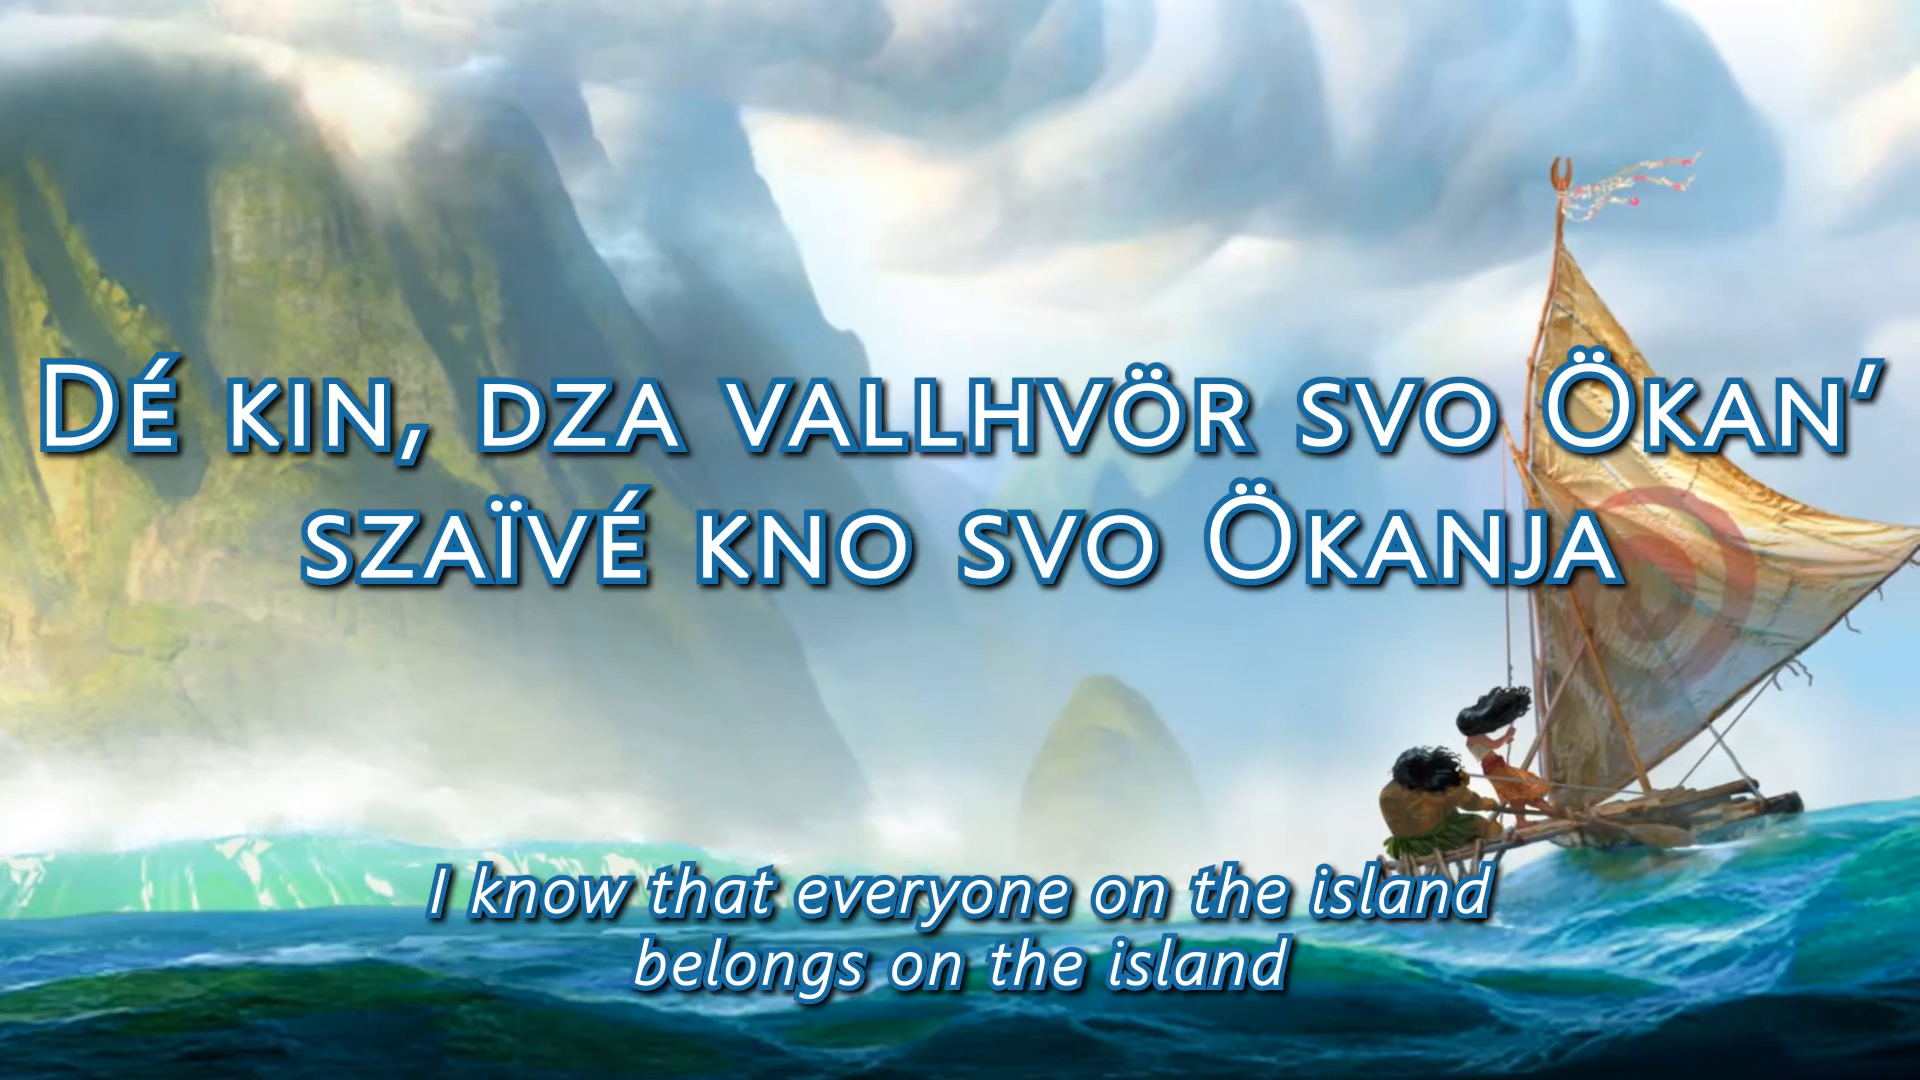 Dé kin, dza vallhvör svo Ökan’
szaïvé kno svo Ökanja
I know that everyone on the island
belongs on the island